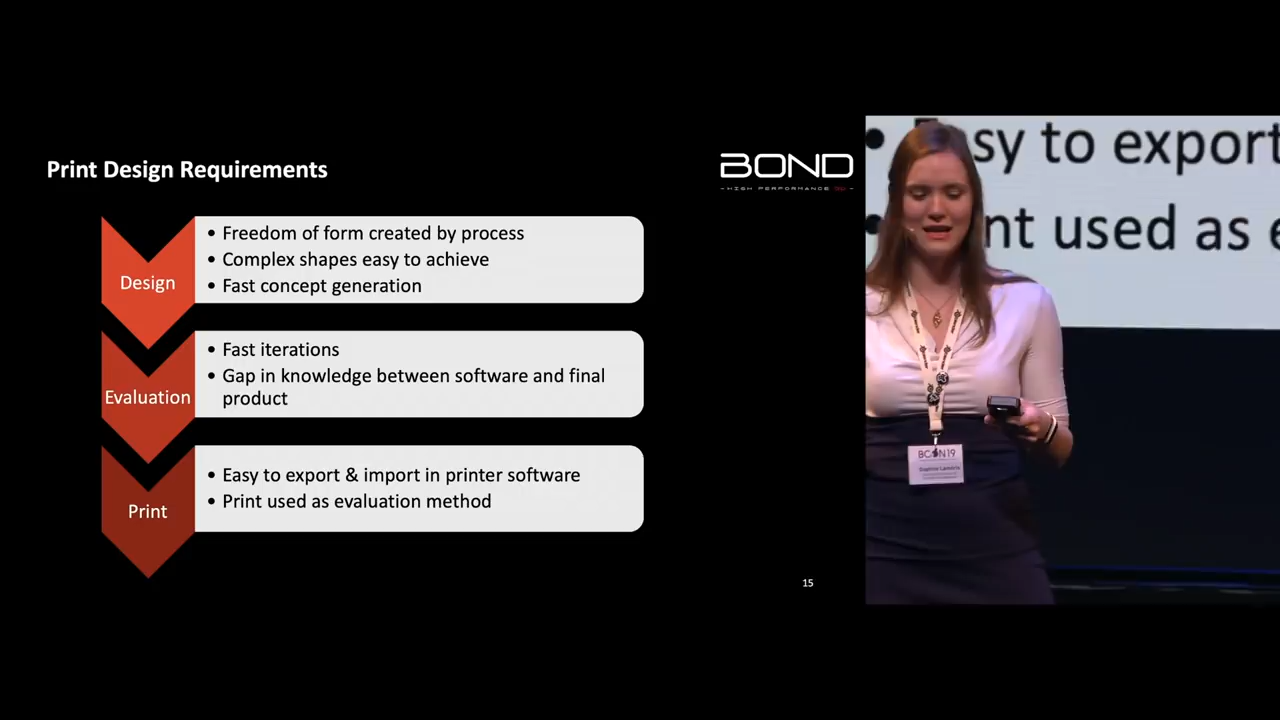 Print Design Requirements
BOND
- HIGH PERFORMANCE
Design
• Freedom of form created by process
• Complex shapes easy to achieve
• Fast concept generation
Evaluation
• Fast iterations
• Gap in knowledge between software and final
product
Print
• Easy to export & import in printer software
• Print used as evaluation method
15
• Easy to export
nt used as e
BCON19